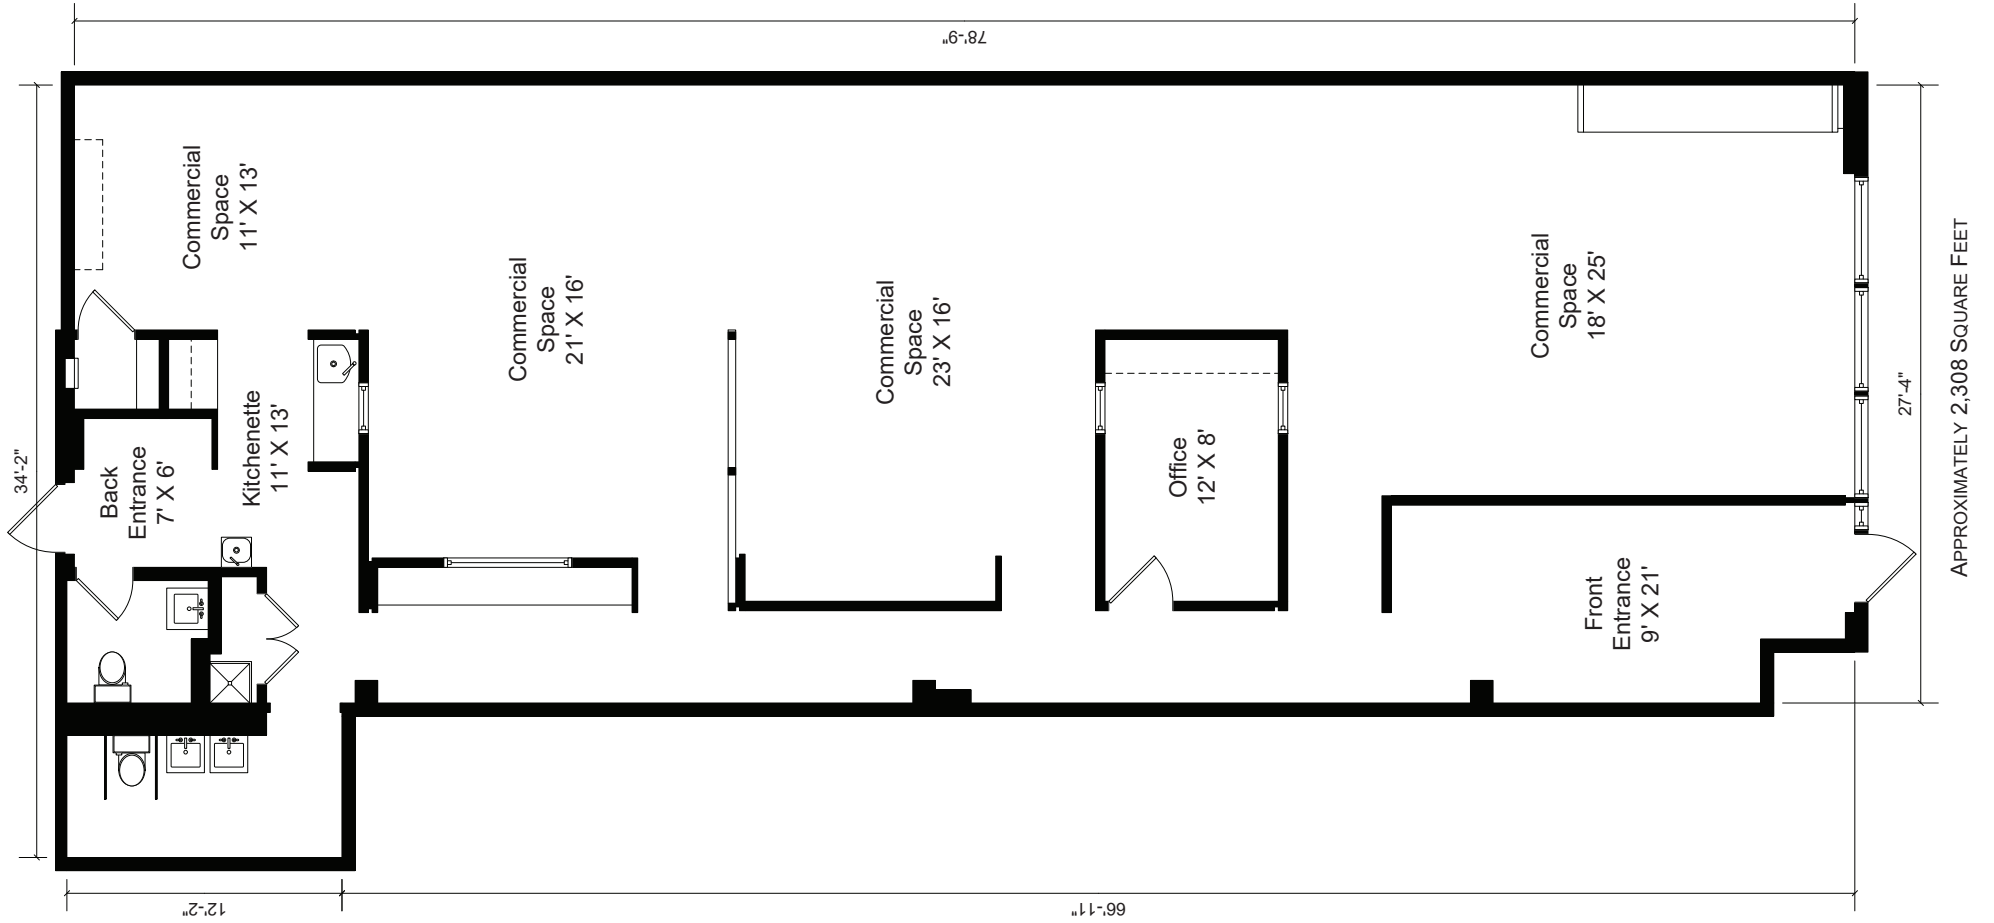 78'-9"
34'-2"
Commercial
Space
11' X 13'
Back
Entrance
7' X 6'
Kitchenette
11' X 13'
Commercial
Space
21' X 16'
Commercial
Space
23' X 16'
Office
12' X 8'
Commercial
Space
18' X 25'
Front
Entrance
9' X 21'
27'-4"
APPROXIMATELY 2,308 SQUARE FEET
12'-2"
66'-11"